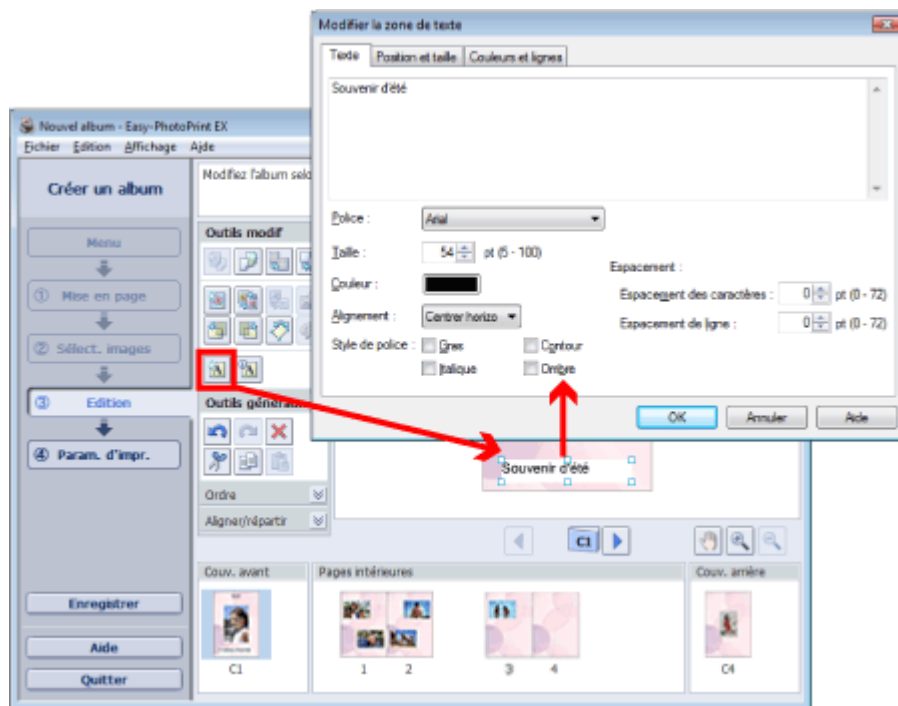 Modifier la zone de texte
Texte Position et taille Couleurs et lignes
Souvenir d'été
Police : Arial
Taille : 54 pt (5 - 100)
Couleur :
Alignement : Centrer horizo
Style de police : Gras Contour
Italique Ombre
Espacement :
Espacement des caractères : 0 pt (0 - 72)
Espacement de ligne : 0 pt (0 - 72)
OK Annuler Aide
Nouvel album - Easy-PhotoPrint EX
Fichier Edition Affichage Aide
Créer un album
Menu
① Mise en page
② Sélect. images
③ Edition
④ Param. d'impr.
Enregistrer
Aide
Quitter
Modifiez l'album selo
Outils modif
Outils générau
Ordre
Aligner/répartir
Souvenir d'été
C1
Couv. avant
C1
Pages intérieures
1 2 3 4
Couv. arrière
C4